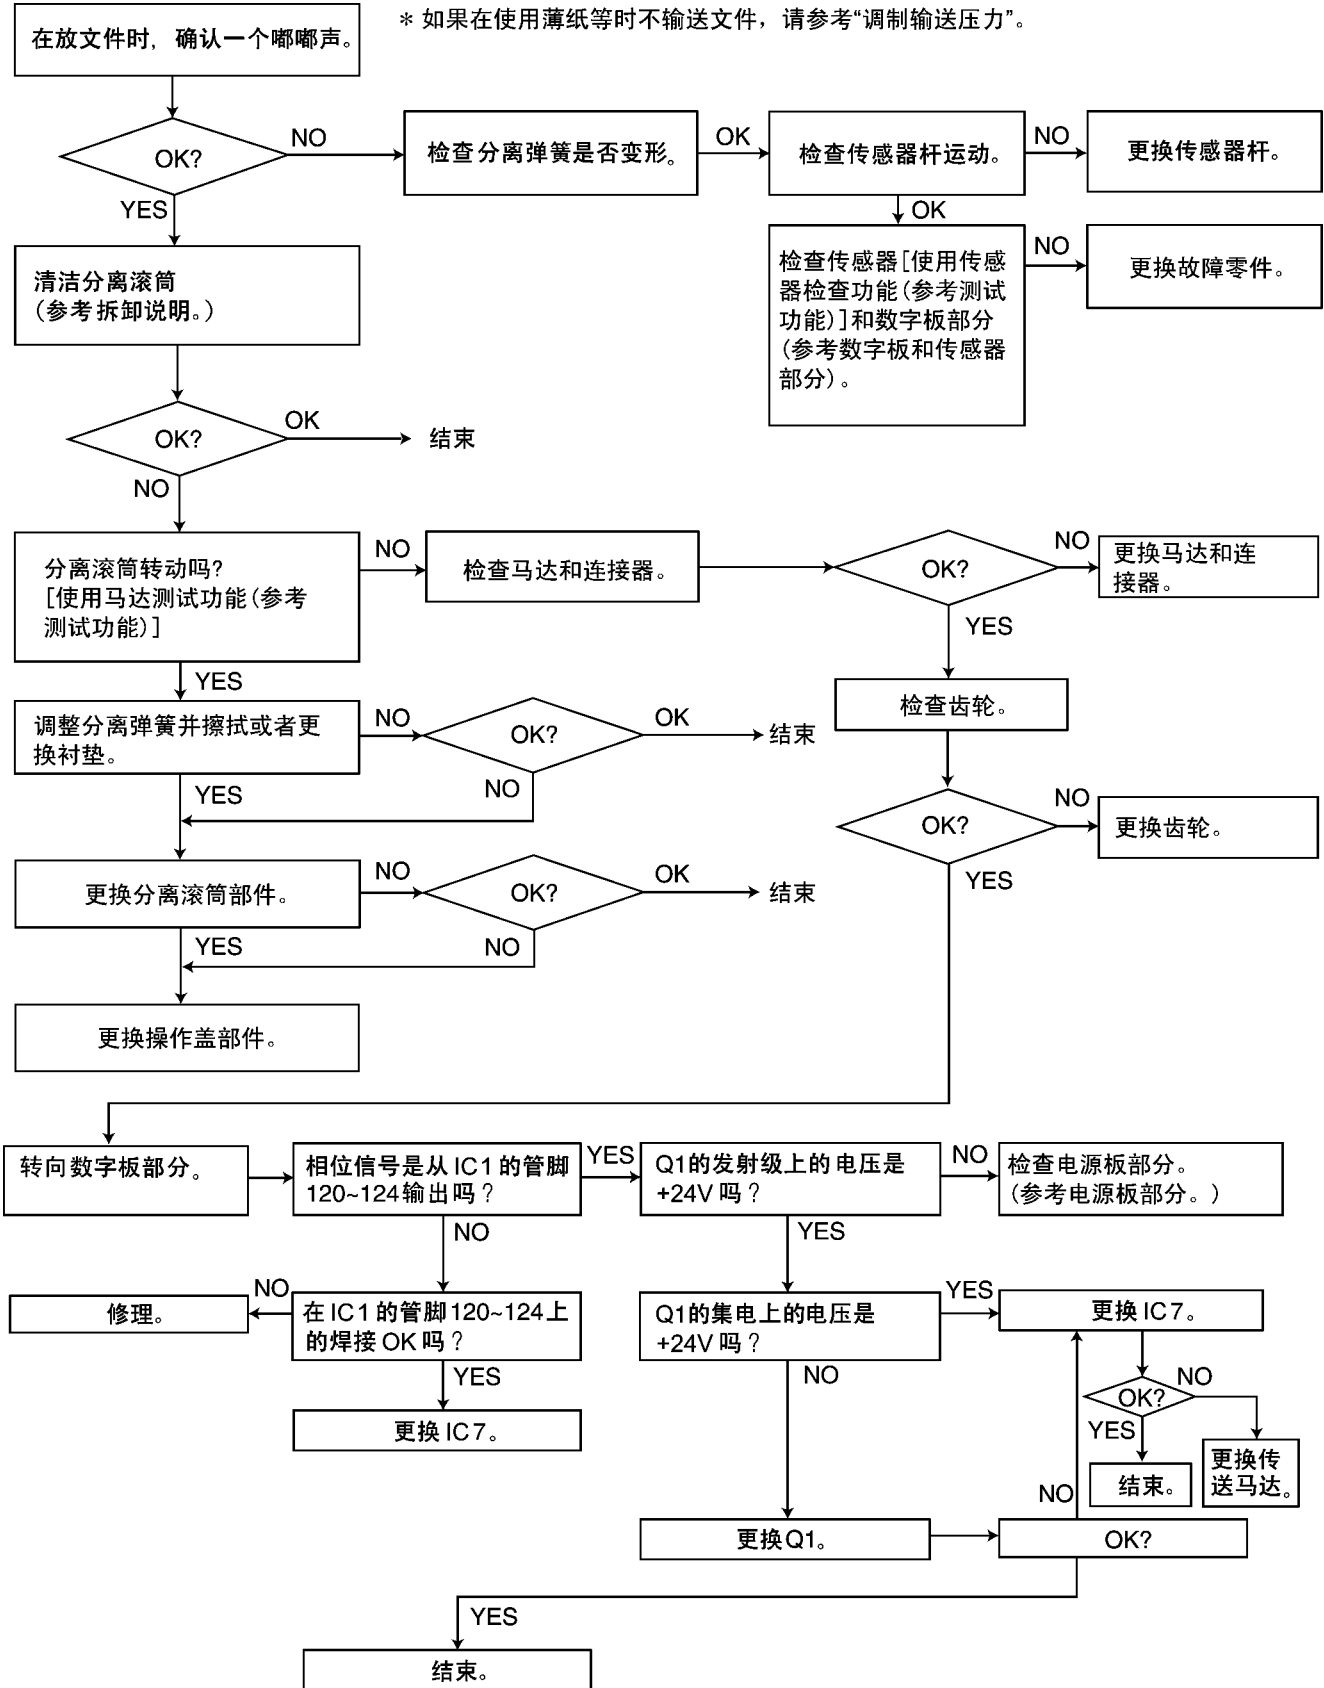 * 如果在使用薄纸等时不输送文件，请参考“调制输送压力”。
在放文件时，确认一个嘟嘟声。
OK?
NO
检查分离弹簧是否变形。
OK
检查传感器杆运动。
NO
更换传感器杆。
YES
OK
清洁分离滚筒
(参考拆卸说明。)
检查传感器[使用传感
器检查功能(参考测试
功能)]和数字板部分
(参考数字板和传感器
部分)。
NO
更换故障零件。
OK?
OK
结束
NO
分离滚筒转动吗?
[使用马达测试功能(参考
测试功能)]
NO
检查马达和连接器。
OK?
NO
更换马达和连
接器。
YES
YES
检查齿轮。
调整分离弹簧并擦拭或者更
换衬垫。
NO
OK?
OK
结束
YES
NO
OK?
NO
更换齿轮。
YES
更换分离滚筒部件。
NO
OK?
OK
结束
YES
NO
更换操作盖部件。
转向数字板部分。
相位信号是从IC1的管脚
120~124输出吗?
YES
Q1的发射级上的电压是
+24V吗?
NO
检查电源板部分。
(参考电源板部分。)
NO
YES
修理。
NO
在IC1的管脚120~124上
的焊接OK吗?
Q1的集电上的电压是
+24V吗?
YES
更换IC7。
YES
NO
更换IC7。
OK?
NO
YES
结束。
更换传
送马达。
NO
更换Q1。
OK?
YES
结束。